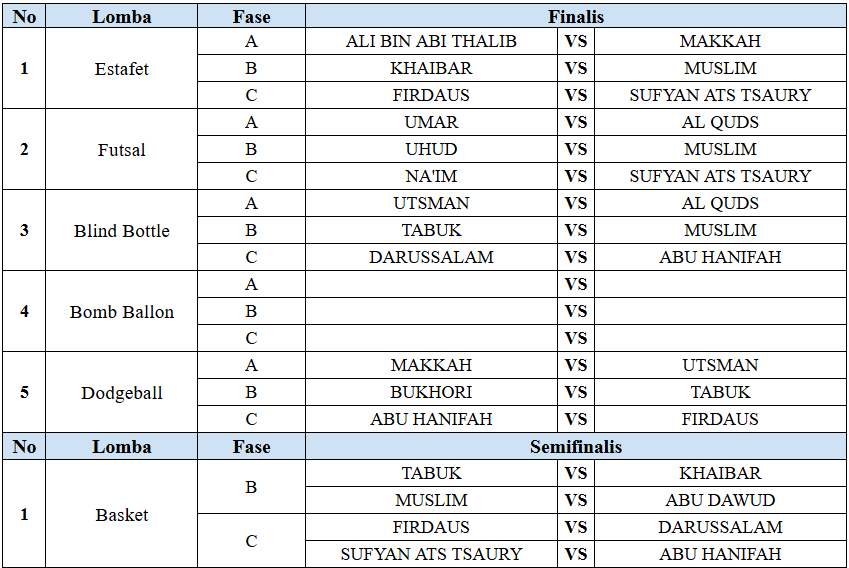 No Lomba Fase Finalis
1 Estafet A ALI BIN ABI THALIB VS MAKKAH
B KHAIBAR VS MUSLIM
C FIRDAUS VS SUFYAN ATS TSAURY
2 Futsal A UMAR VS AL QUDS
B UHUD VS MUSLIM
C NA'IM VS SUFYAN ATS TSAURY
3 Blind Bottle A UTSMAN VS AL QUDS
B TABUK VS MUSLIM
C DARUSSALAM VS ABU HANIFAH
4 Bomb Ballon A VS
B VS
C VS
5 Dodgeball A MAKKAH VS UTSMAN
B BUKHORI VS TABUK
C ABU HANIFAH VS FIRDAUS
No Lomba Fase Semifinalis
1 Basket B TABUK VS KHAIBAR
MUSLIM VS ABU DAWUD
C FIRDAUS VS DARUSSALAM
SUFYAN ATS TSAURY VS ABU HANIFAH